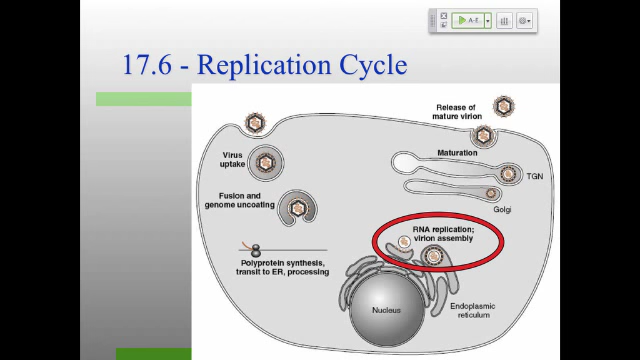 A-E
17.6 - Replication Cycle
Release of
mature virion
Virus
uptake
Maturation
TGN
Fusion and
genome uncoating
Golgi
RNA replication;
virion assembly
Polyprotein synthesis,
transit to ER, processing
Nucleus
Endoplasmic
reticulum